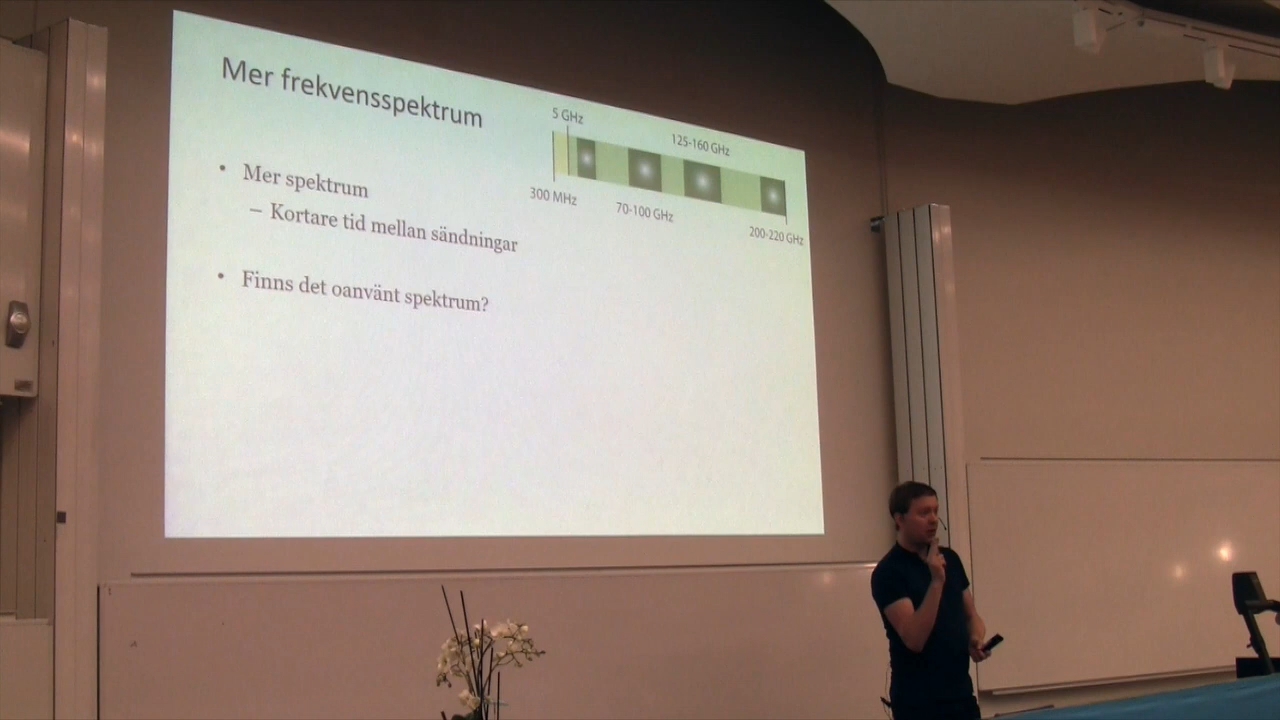 Mer frekvensspektrum
5 GHz
125-160 GHz
300 MHz
70-100 GHz
200-220 GHz
• Mer spektrum
– Kortare tid mellan sändningar
• Finns det oanvänt spektrum?